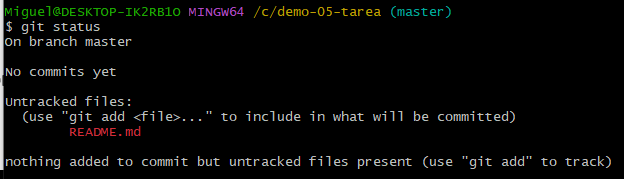 Miguel@DESKTOP-IK2RB1O MINGW64 /c/demo-05-tarea (master)
$ git status
On branch master

No commits yet

Untracked files:
  (use "git add <file>..." to include in what will be committed)
        README.md

nothing added to commit but untracked files present (use "git add" to track)